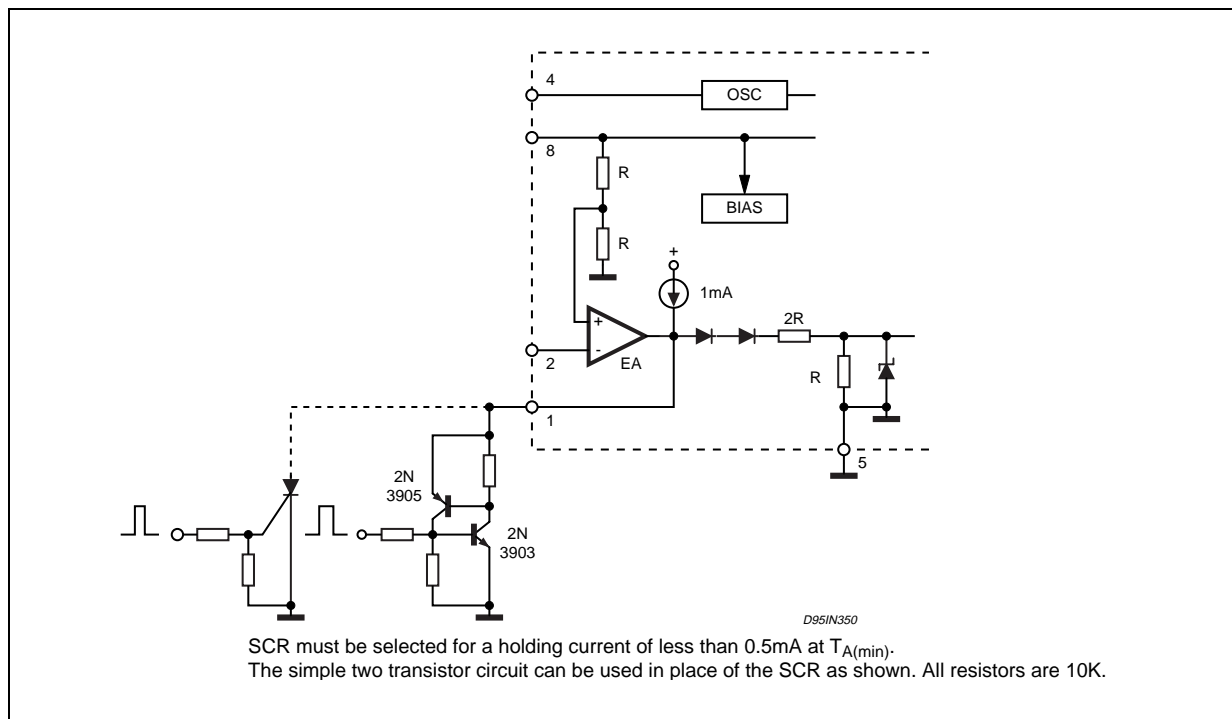 4
OSC
8
R
BIAS
R
+
1mA
2R
+
-
EA
2
R
1
5
2N
3905
2N
3903
D95IN350
SCR must be selected for a holding current of less than 0.5mA at TA(min).
The simple two transistor circuit can be used in place of the SCR as shown. All resistors are 10K.